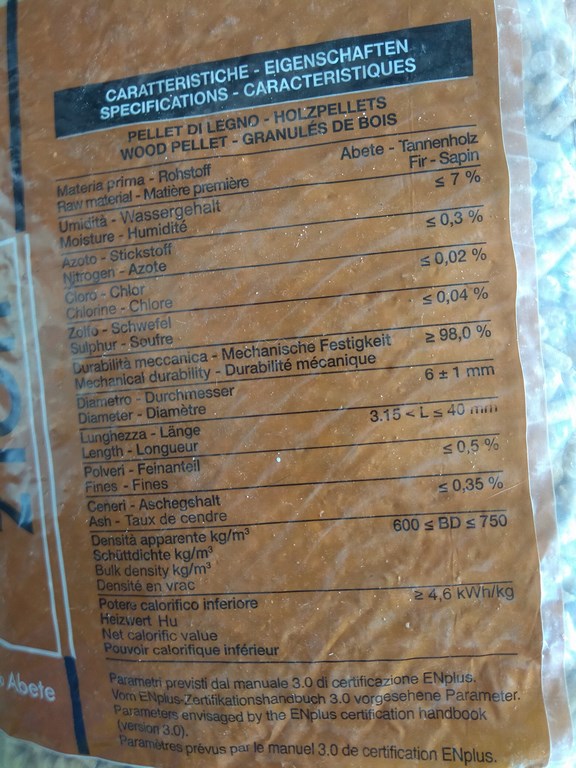 CARATTERISTICHE - EIGENSCHAFTEN
SPECIFICATIONS - CARACTERISTIQUES
PELLET DI LEGNO - HOLZPELLETS
WOOD PELLET - GRANULÉS DE BOIS
Materia prima - Rohstoff
Raw material - Matière première
Abete - Tannenholz
Fir - Sapin
Umidità - Wassergehalt
Moisture - Humidité
≤ 7 %
Azoto - Stickstoff
Nitrogen - Azote
≤ 0,3 %
Cloro - Chlor
Chlorine - Chlore
≤ 0,02 %
Zolfo - Schwefel
Sulphur - Soufre
≤ 0,04 %
Durabilità meccanica - Mechanische Festigkeit
Mechanical durability - Durabilité mécanique
≥ 98,0 %
Diametro - Durchmesser
Diameter - Diamètre
6 ± 1 mm
Lunghezza - Länge
Length - Longueur
3.15 < L ≤ 40 mm
Polveri - Feinanteil
Fines - Fines
≤ 0,5 %
Ceneri - Aschegehalt
Ash - Taux de cendre
≤ 0,35 %
Densità apparente kg/m³
Schüttdichte kg/m³
Bulk density kg/m³
Densité en vrac
600 ≤ BD ≤ 750
Potere calorifico inferiore
Heizwert Hu
Net calorific value
Pouvoir calorifique inférieur
≥ 4,6 kWh/kg
Parametri previsti dal manuale 3.0 di certificazione ENplus.
Vom ENplus-Zertifikationshandbuch 3.0 vorgesehene Parameter.
Parameters envisaged by the ENplus certification handbook
(version 3.0).
Paramètres prévus par le manuel 3.0 de certification ENplus.
Abete